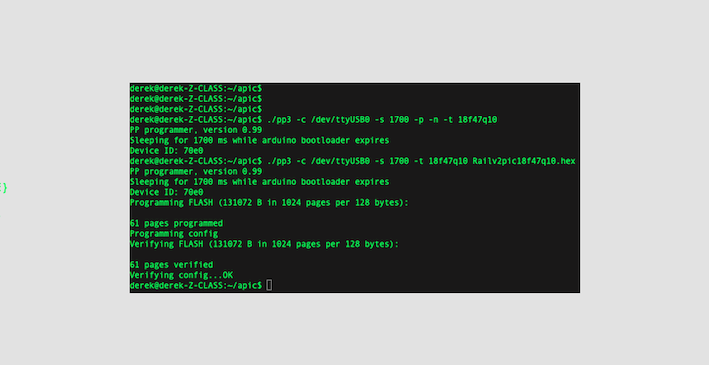 derek@derek-Z-CLASS:~/apic$
derek@derek-Z-CLASS:~/apic$
derek@derek-Z-CLASS:~/apic$
derek@derek-Z-CLASS:~/apic$ ./pp3 -c /dev/ttyUSB0 -s 1700 -p -n -t 18f47q10
PP programmer, version 0.99
Sleeping for 1700 ms while arduino bootloader expires
Device ID: 70e0
derek@derek-Z-CLASS:~/apic$ ./pp3 -c /dev/ttyUSB0 -s 1700 -t 18f47q10 Railv2pic18f47q10.hex
PP programmer, version 0.99
Sleeping for 1700 ms while arduino bootloader expires
Device ID: 70e0
Programming FLASH (131072 B in 1024 pages per 128 bytes):
61 pages programmed
Programming config
Verifying FLASH (131072 B in 1024 pages per 128 bytes):
61 pages verified
Verifying config...OK
derek@derek-Z-CLASS:~/apic$